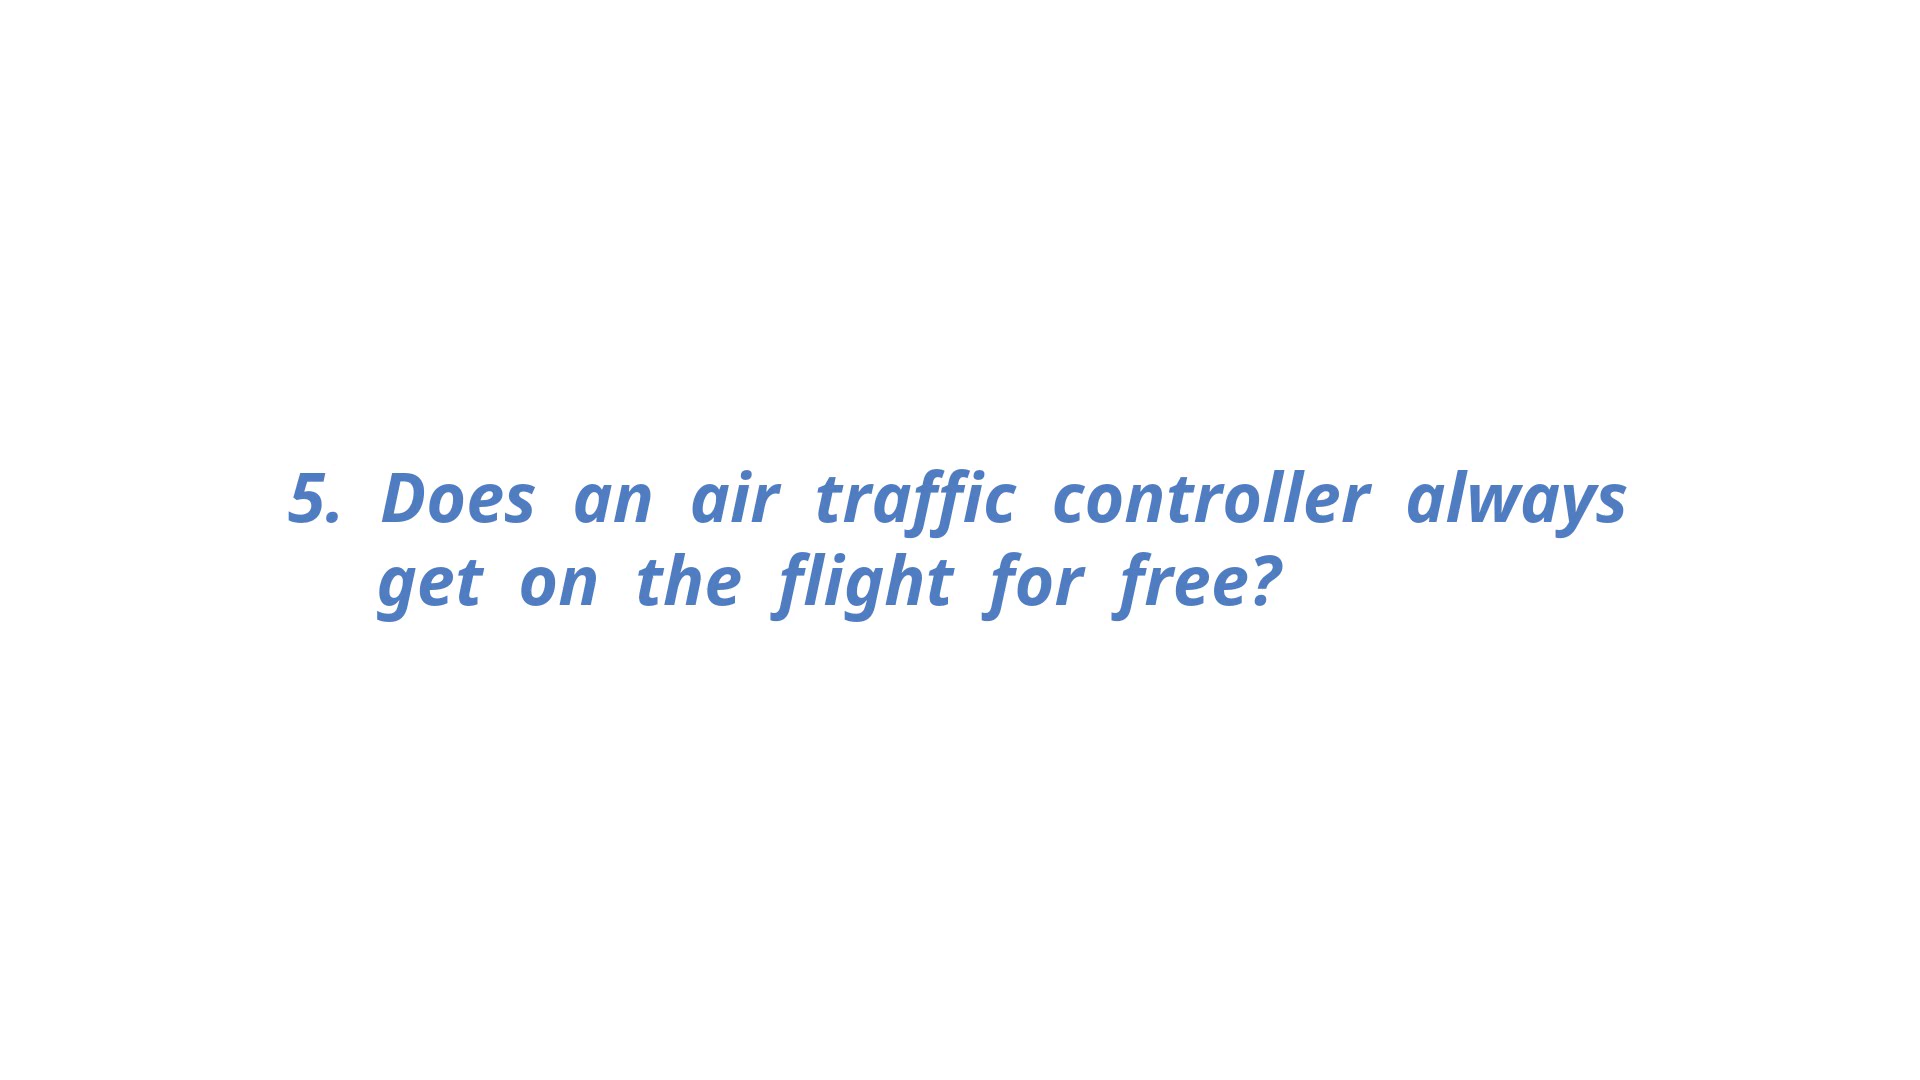 5. Does an air traffic controller always
get on the flight for free?